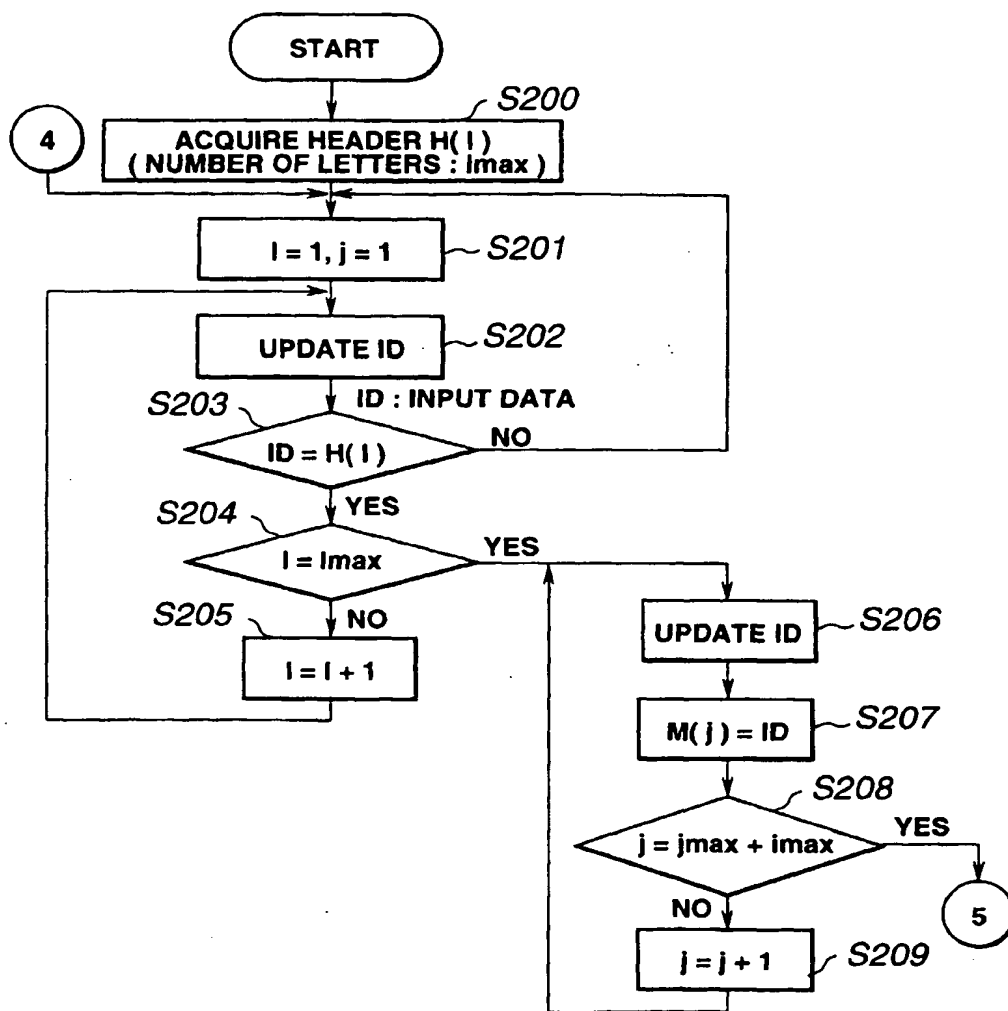 START
S200
4
ACQUIRE HEADER H( I )
( NUMBER OF LETTERS : imax )
I = 1, j = 1
S201
UPDATE ID
S202
ID : INPUT DATA
S203
ID = H( I )
NO
YES
S204
I = Imax
YES
NO
S205
I = I + 1
UPDATE ID
S206
M( j ) = ID
S207
S208
j = jmax + imax
YES
NO
5
j = j + 1
S209